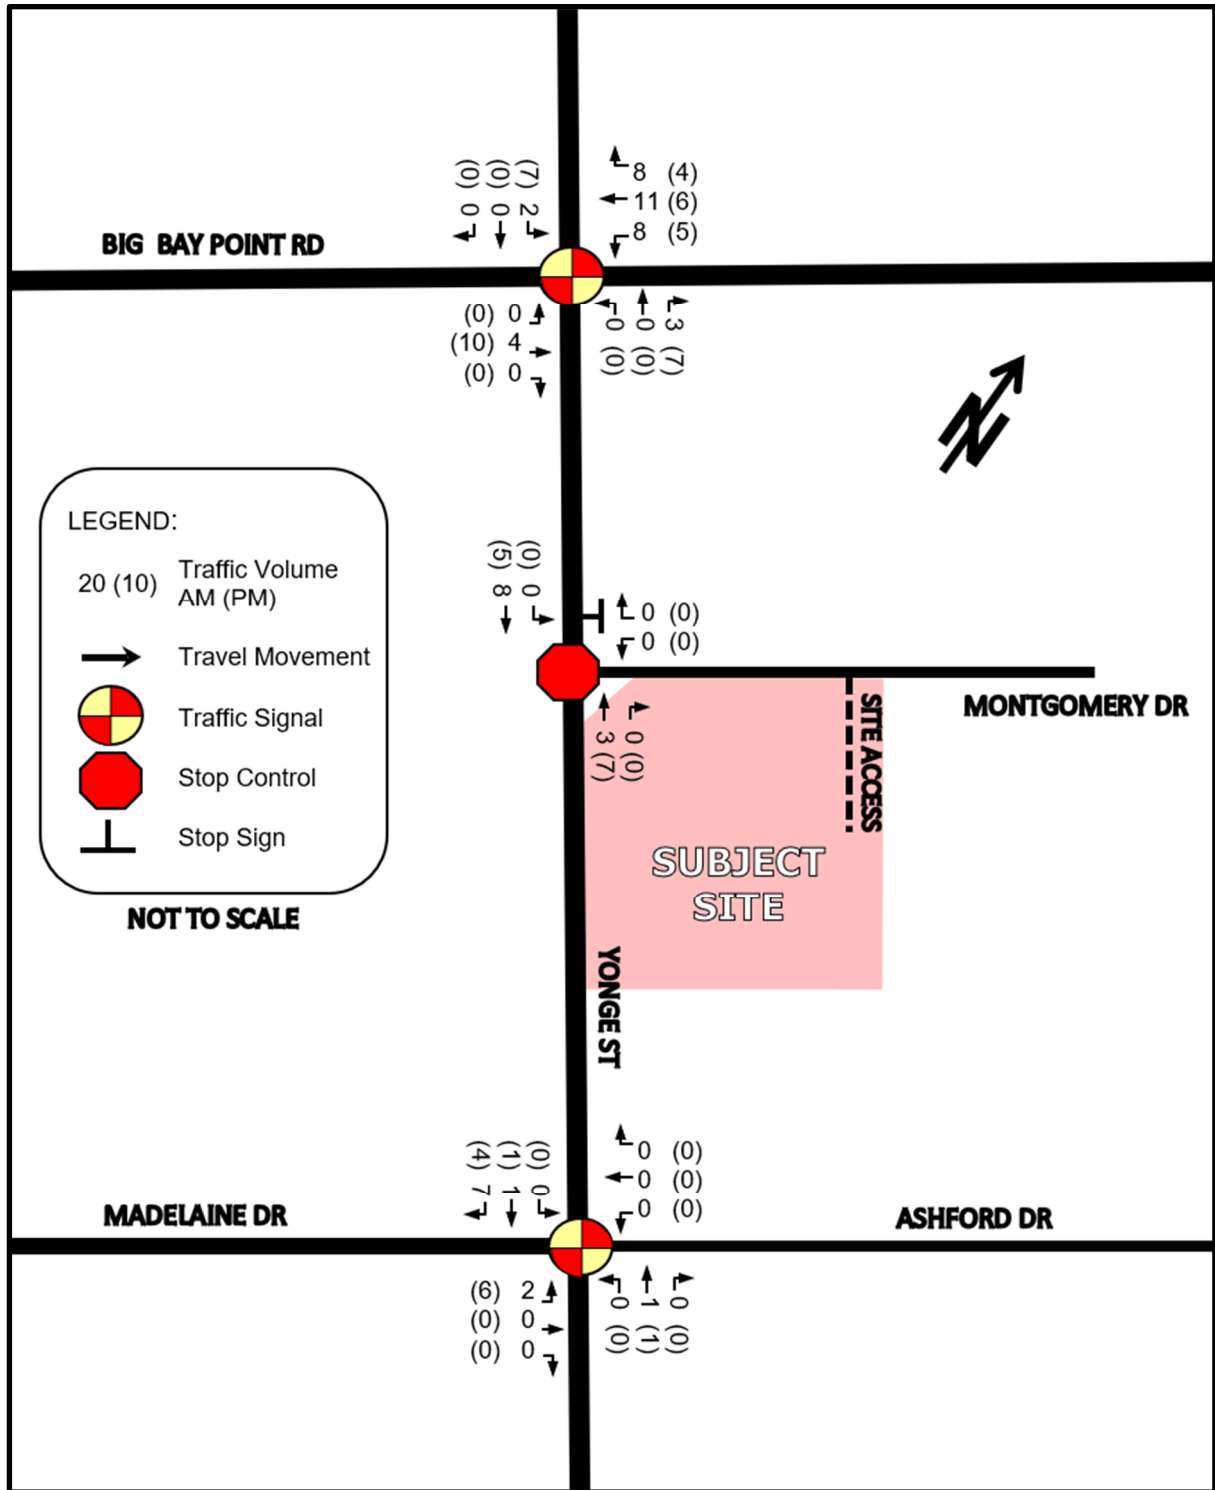 (0) 0
(0) 0
(7) 2
8 (4)
11 (6)
8 (5)
BIG BAY POINT RD
(0) 0
(10) 4
(0) 0
0 (0)
0 (0)
3 (7)
N
LEGEND:
20 (10) Traffic Volume
AM (PM)
Travel Movement
Traffic Signal
Stop Control
Stop Sign
NOT TO SCALE
(5) 8
(0) 0
0 (0)
0 (0)
MONTGOMERY DR
3 (7)
0 (0)
SITE ACCESS
SUBJECT
SITE
YONGE ST
(4) 7
(1) 1
(0) 0
0 (0)
0 (0)
0 (0)
MADELAINE DR
ASHFORD DR
(6) 2
(0) 0
(0) 0
0 (0)
1 (1)
0 (0)